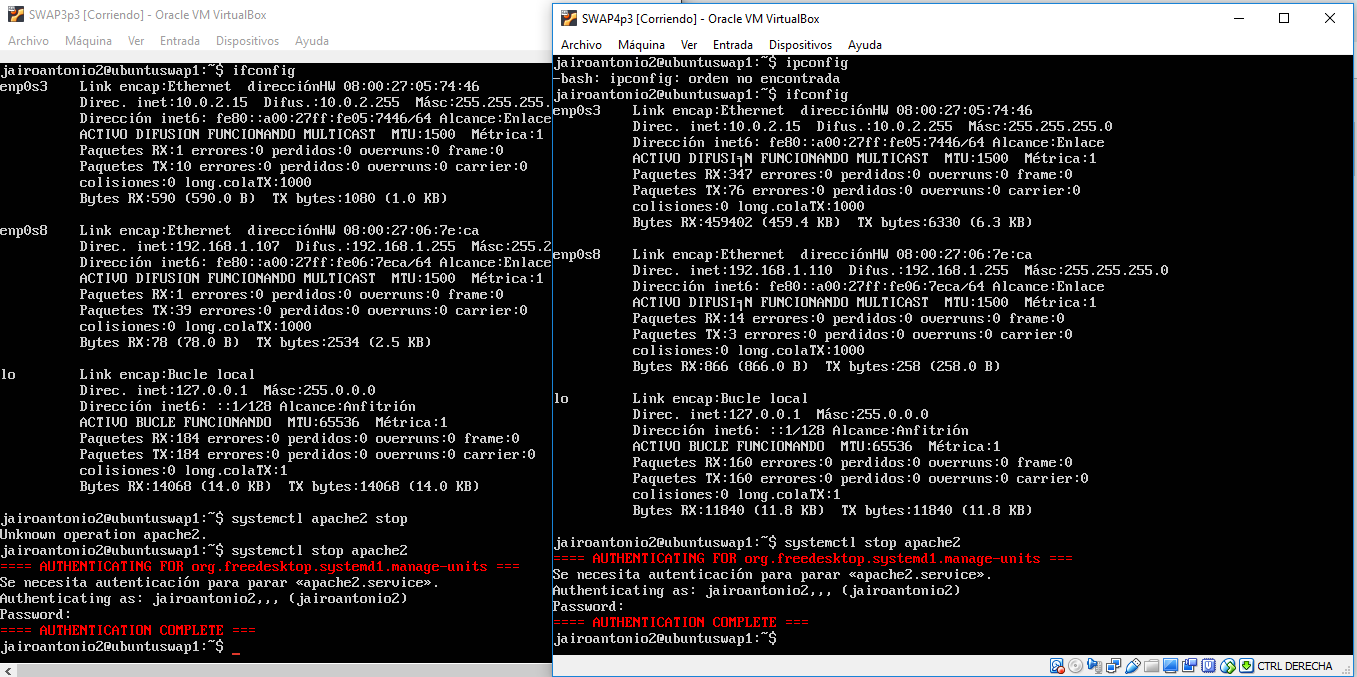 SWAP3p3 [Corriendo] - Oracle VM VirtualBox
Archivo Máquina Ver Entrada Dispositivos Ayuda
jairoantonio2@ubuntuswap1:~$ ifconfig
enp0s3 Link encap:Ethernet direcciónHW 08:00:27:05:74:46
Direc. inet:10.0.2.15 Difus.:10.0.2.255 Másc:255.255.255.
Dirección inet6: fe80::a00:27ff:fe05:7446/64 Alcance:Enlace
ACTIVO DIFUSION FUNCIONANDO MULTICAST MTU:1500 Métrica:1
Paquetes RX:1 errores:0 perdidos:0 overruns:0 frame:0
Paquetes TX:10 errores:0 perdidos:0 overruns:0 carrier:0
colisiones:0 long.colaTX:1000
Bytes RX:590 (590.0 B) TX bytes:1080 (1.0 KB)
enp0s8 Link encap:Ethernet direcciónHW 08:00:27:06:7e:ca
Direc. inet:192.168.1.107 Difus.:192.168.1.255 Másc:255.2
Dirección inet6: fe80::a00:27ff:fe06:7eca/64 Alcance:Enlace
ACTIVO DIFUSION FUNCIONANDO MULTICAST MTU:1500 Métrica:1
Paquetes RX:1 errores:0 perdidos:0 overruns:0 frame:0
Paquetes TX:39 errores:0 perdidos:0 overruns:0 carrier:0
colisiones:0 long.colaTX:1000
Bytes RX:78 (78.0 B) TX bytes:2534 (2.5 KB)
lo Link encap:Bucle local
Direc. inet:127.0.0.1 Másc:255.0.0.0
Dirección inet6: ::1/128 Alcance:Anfitrión
ACTIVO BUCLE FUNCIONANDO MTU:65536 Métrica:1
Paquetes RX:184 errores:0 perdidos:0 overruns:0 frame:0
Paquetes TX:184 errores:0 perdidos:0 overruns:0 carrier:0
colisiones:0 long.colaTX:1
Bytes RX:14068 (14.0 KB) TX bytes:14068 (14.0 KB)
jairoantonio2@ubuntuswap1:~$ systemctl apache2 stop
Unknown operation apache2.
jairoantonio2@ubuntuswap1:~$ systemctl stop apache2
==== AUTHENTICATING FOR org.freedesktop.systemd1.manage-units ===
Se necesita autenticación para parar «apache2.service».
Authenticating as: jairoantonio2,,, (jairoantonio2)
Password:
==== AUTHENTICATION COMPLETE ===
jairoantonio2@ubuntuswap1:~$ _
SWAP4p3 [Corriendo] - Oracle VM VirtualBox
Archivo Máquina Ver Entrada Dispositivos Ayuda
jairoantonio2@ubuntuswap1:~$ ipconfig
-bash: ipconfig: orden no encontrada
jairoantonio2@ubuntuswap1:~$ ifconfig
enp0s3 Link encap:Ethernet direcciónHW 08:00:27:05:74:46
Direc. inet:10.0.2.15 Difus.:10.0.2.255 Másc:255.255.255.0
Dirección inet6: fe80::a00:27ff:fe05:7446/64 Alcance:Enlace
ACTIVO DIFUSI╕N FUNCIONANDO MULTICAST MTU:1500 Métrica:1
Paquetes RX:347 errores:0 perdidos:0 overruns:0 frame:0
Paquetes TX:76 errores:0 perdidos:0 overruns:0 carrier:0
colisiones:0 long.colaTX:1000
Bytes RX:459402 (459.4 KB) TX bytes:6330 (6.3 KB)
enp0s8 Link encap:Ethernet direcciónHW 08:00:27:06:7e:ca
Direc. inet:192.168.1.110 Difus.:192.168.1.255 Másc:255.255.255.0
Dirección inet6: fe80::a00:27ff:fe06:7eca/64 Alcance:Enlace
ACTIVO DIFUSI╕N FUNCIONANDO MULTICAST MTU:1500 Métrica:1
Paquetes RX:14 errores:0 perdidos:0 overruns:0 frame:0
Paquetes TX:3 errores:0 perdidos:0 overruns:0 carrier:0
colisiones:0 long.colaTX:1000
Bytes RX:866 (866.0 B) TX bytes:258 (258.0 B)
lo Link encap:Bucle local
Direc. inet:127.0.0.1 Másc:255.0.0.0
Dirección inet6: ::1/128 Alcance:Anfitrión
ACTIVO BUCLE FUNCIONANDO MTU:65536 Métrica:1
Paquetes RX:160 errores:0 perdidos:0 overruns:0 frame:0
Paquetes TX:160 errores:0 perdidos:0 overruns:0 carrier:0
colisiones:0 long.colaTX:1
Bytes RX:11840 (11.8 KB) TX bytes:11840 (11.8 KB)
jairoantonio2@ubuntuswap1:~$ systemctl stop apache2
==== AUTHENTICATING FOR org.freedesktop.systemd1.manage-units ===
Se necesita autenticación para parar «apache2.service».
Authenticating as: jairoantonio2,,, (jairoantonio2)
Password:
==== AUTHENTICATION COMPLETE ===
jairoantonio2@ubuntuswap1:~$
CTRL DERECHA